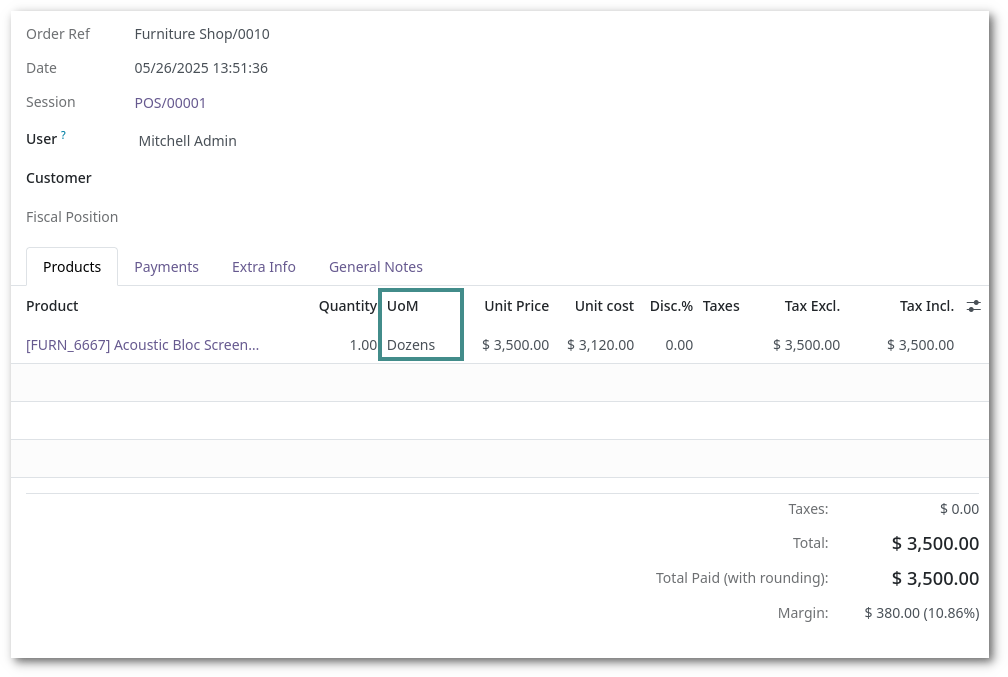 Order Ref Furniture Shop/0010
Date 05/26/2025 13:51:36
Session POS/00001
User ? Mitchell Admin
Customer
Fiscal Position
Products Payments Extra Info General Notes
Product Quantity UoM Unit Price Unit cost Disc.% Taxes Tax Excl. Tax Incl.
[FURN_6667] Acoustic Bloc Screen... 1.00 Dozens $ 3,500.00 $ 3,120.00 0.00 $ 3,500.00 $ 3,500.00
Taxes: $ 0.00
Total: $ 3,500.00
Total Paid (with rounding): $ 3,500.00
Margin: $ 380.00 (10.86%)